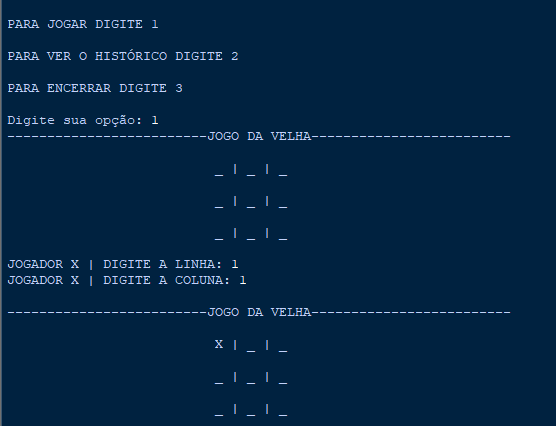 PARA JOGAR DIGITE 1
PARA VER O HISTÓRICO DIGITE 2
PARA ENCERRAR DIGITE 3
Digite sua opção: 1
-------------------------JOGO DA VELHA-------------------------
_ | _ | _
_ | _ | _
_ | _ | _
JOGADOR X | DIGITE A LINHA: 1
JOGADOR X | DIGITE A COLUNA: 1
-------------------------JOGO DA VELHA-------------------------
X | _ | _
_ | _ | _
_ | _ | _